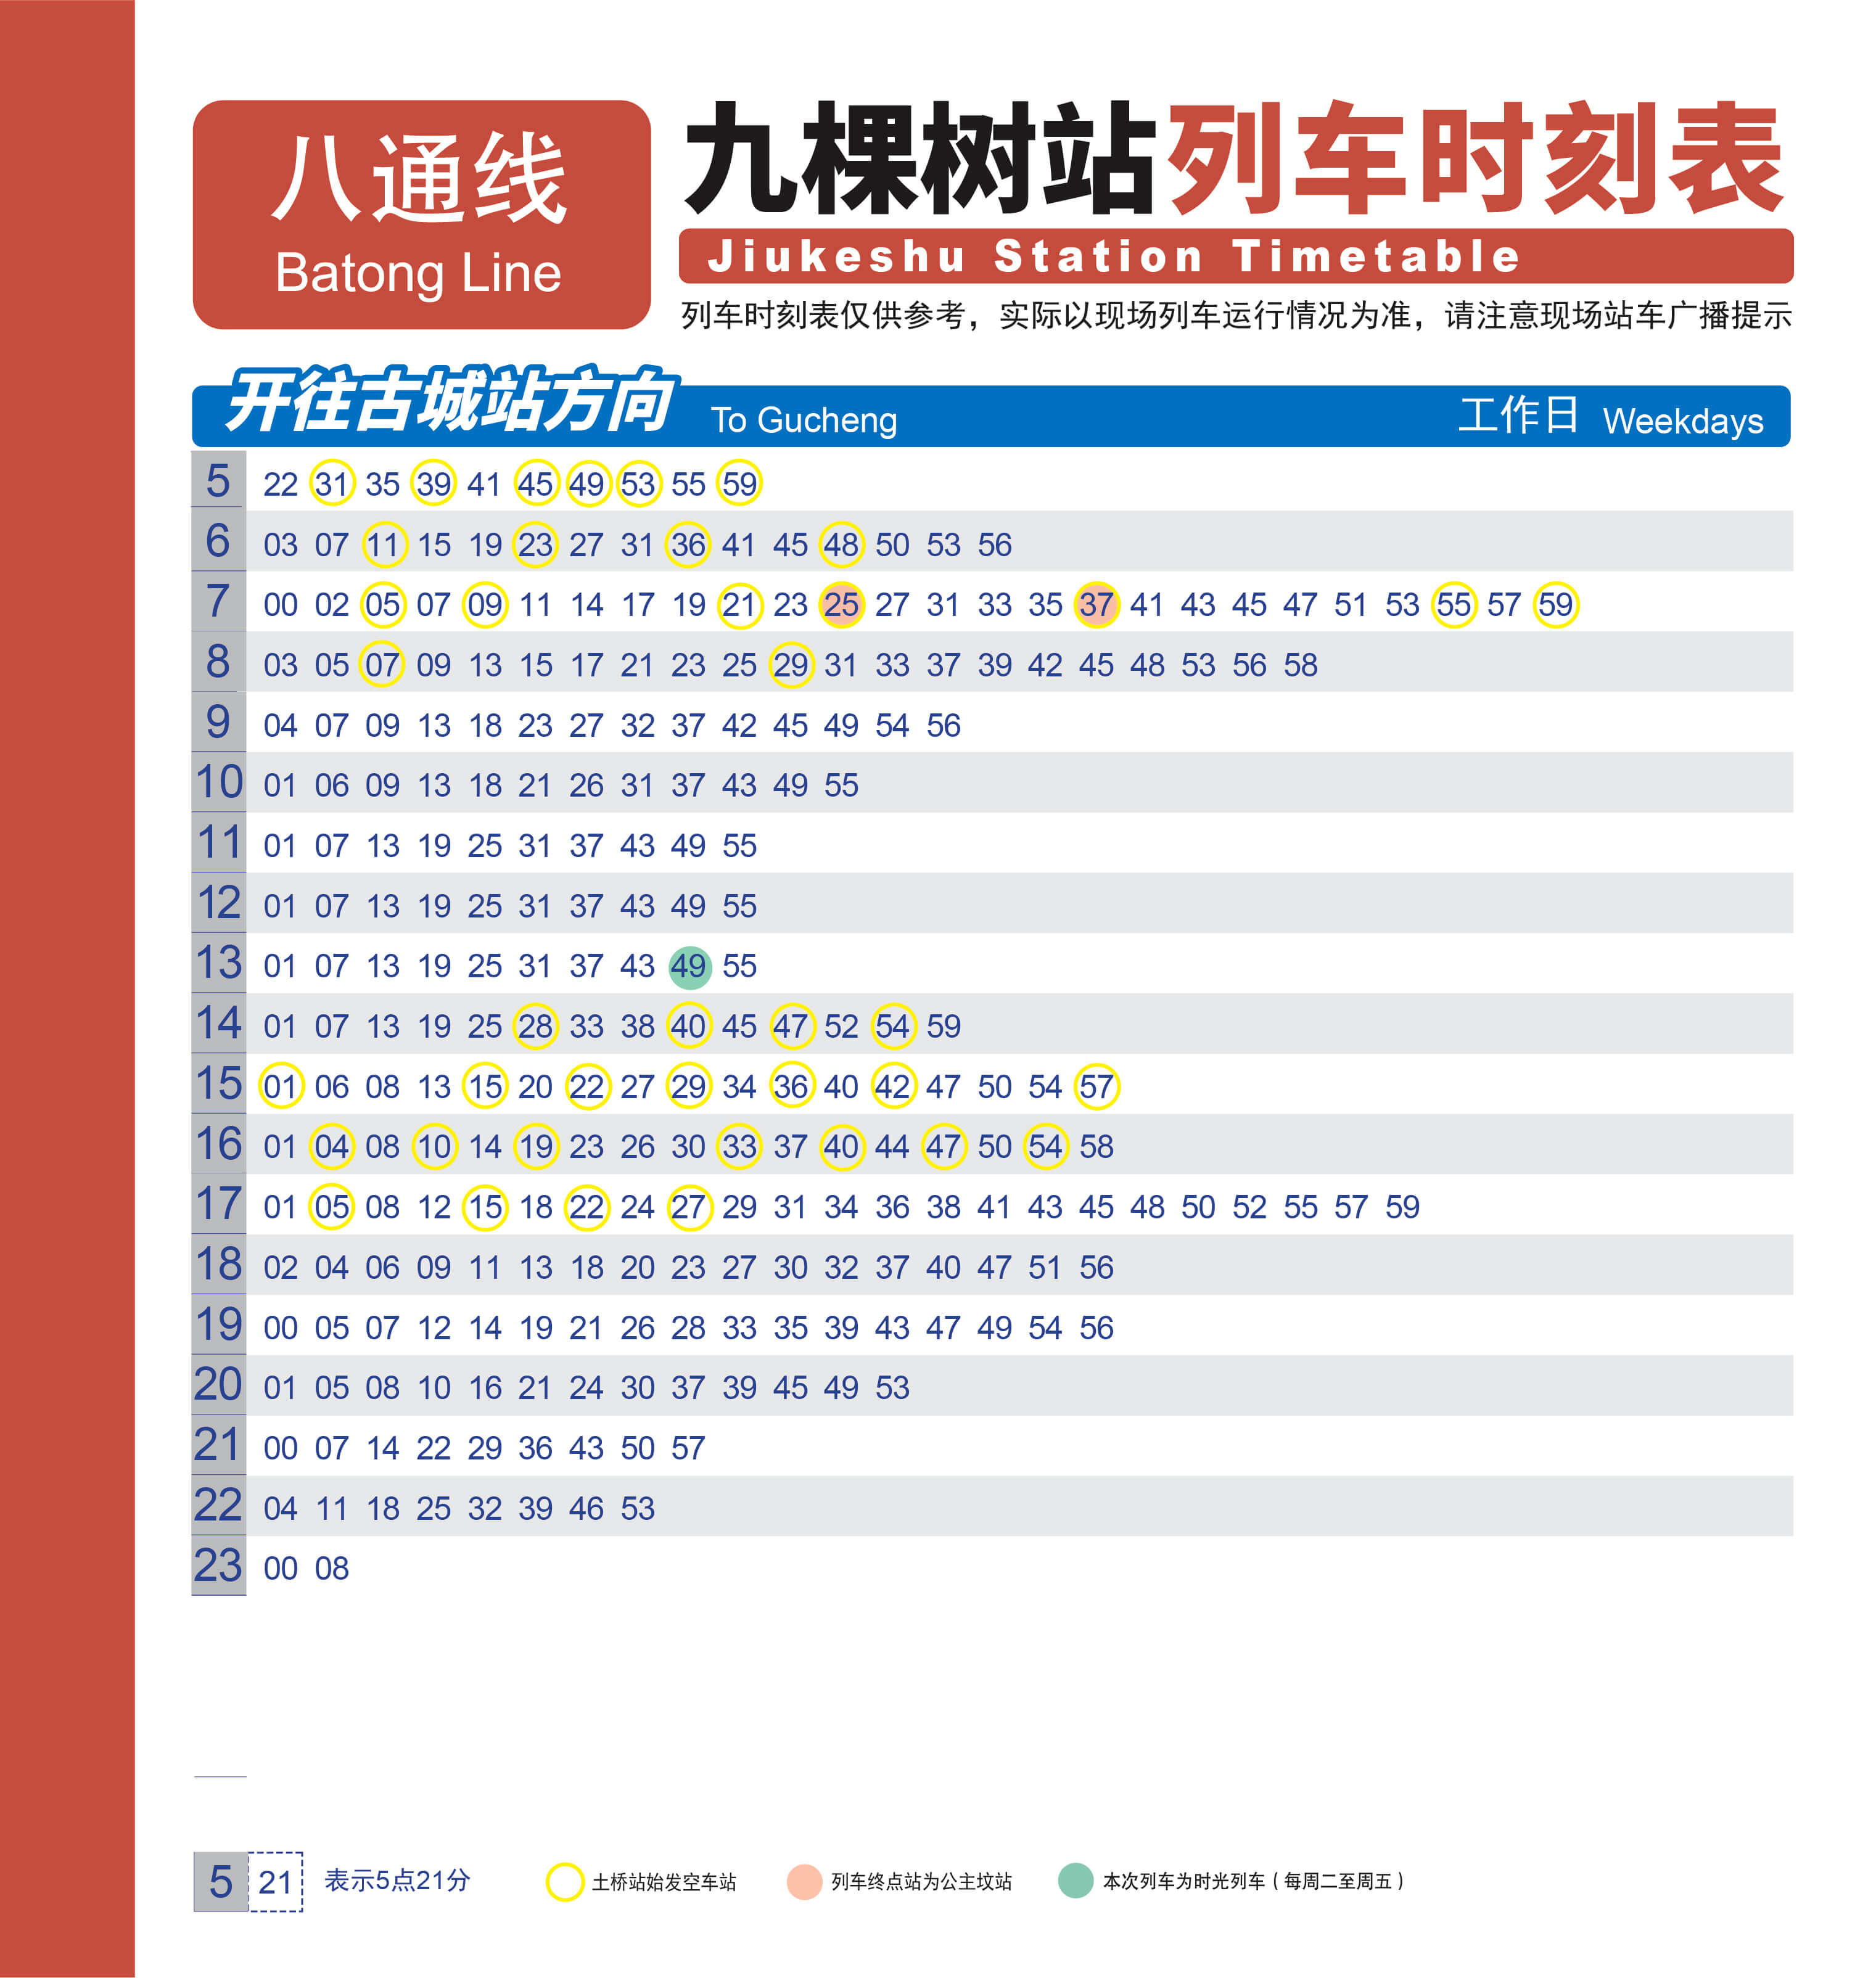 八通线
Batong Line
九棵树站列车时刻表
Jiukeshu Station Timetable
列车时刻表仅供参考，实际以现场列车运行情况为准，请注意现场站车广播提示
开往古城站方向 To Gucheng 工作日 Weekdays
5 22 31 35 39 41 45 49 53 55 59
6 03 07 11 15 19 23 27 31 36 41 45 48 50 53 56
7 00 02 05 07 09 11 14 17 19 21 23 25 27 31 33 35 37 41 43 45 47 51 53 55 57 59
8 03 05 07 09 13 15 17 21 23 25 29 31 33 37 39 42 45 48 53 56 58
9 04 07 09 13 18 23 27 32 37 42 45 49 54 56
10 01 06 09 13 18 21 26 31 37 43 49 55
11 01 07 13 19 25 31 37 43 49 55
12 01 07 13 19 25 31 37 43 49 55
13 01 07 13 19 25 31 37 43 49 55
14 01 07 13 19 25 28 33 38 40 45 47 52 54 59
15 01 06 08 13 15 20 22 27 29 34 36 40 42 47 50 54 57
16 01 04 08 10 14 19 23 26 30 33 37 40 44 47 50 54 58
17 01 05 08 12 15 18 22 24 27 29 31 34 36 38 41 43 45 48 50 52 55 57 59
18 02 04 06 09 11 13 18 20 23 27 30 32 37 40 47 51 56
19 00 05 07 12 14 19 21 26 28 33 35 39 43 47 49 54 56
20 01 05 08 10 16 21 24 30 37 39 45 49 53
21 00 07 14 22 29 36 43 50 57
22 04 11 18 25 32 39 46 53
23 00 08
5 21 表示5点21分 土桥站始发空车站 列车终点站为公主坟站 本次列车为时光列车（每周二至周五）